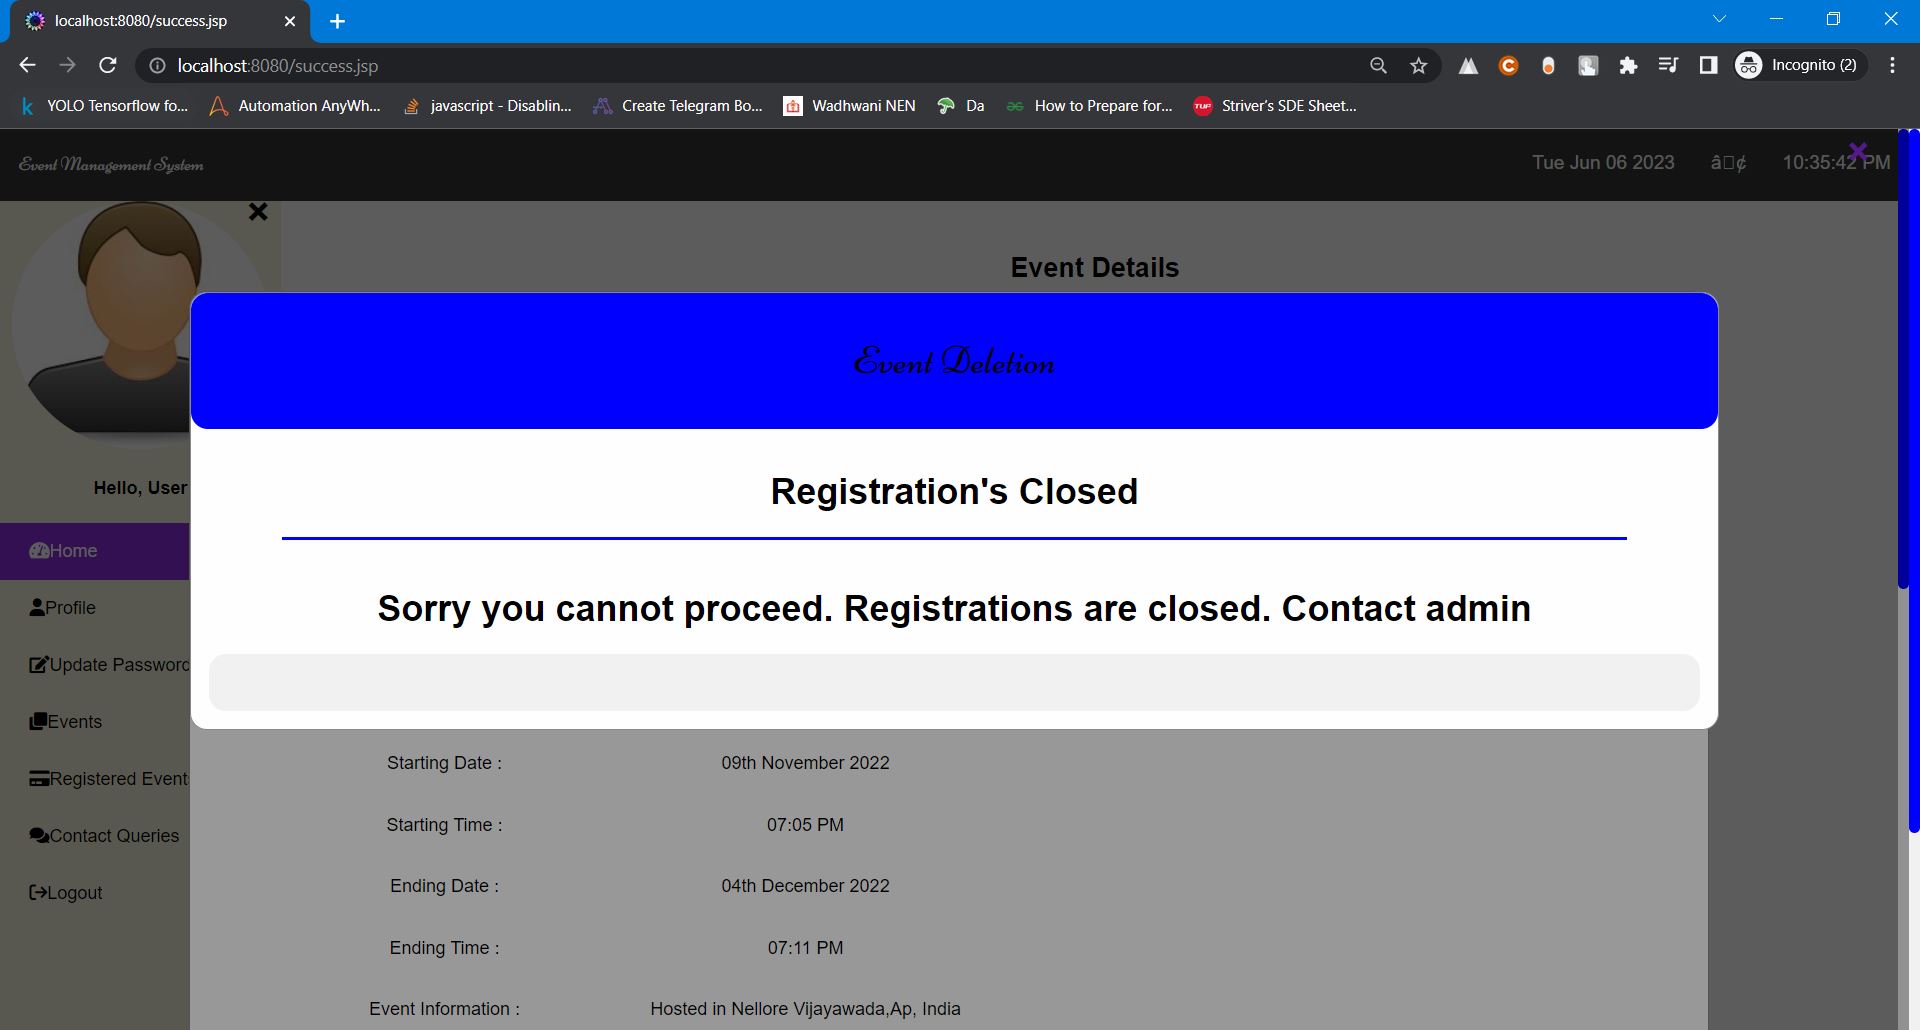 localhost:8080/success.jsp
localhost:8080/success.jsp
Incognito (2)
YOLO Tensorflow fo...
Automation AnyWh...
javascript - Disablin...
Create Telegram Bo...
Wadhwani NEN
Da
How to Prepare for...
TUF
Striver's SDE Sheet...
Event Management System
Tue Jun 06 2023
10:35:42 PM
Event Details
Event Deletion
Registration's Closed
Sorry you cannot proceed. Registrations are closed. Contact admin
Hello, User
Home
Profile
Update Password
Events
Registered Event
Contact Queries
Logout
Starting Date : 09th November 2022
Starting Time : 07:05 PM
Ending Date : 04th December 2022
Ending Time : 07:11 PM
Event Information : Hosted in Nellore Vijayawada,Ap, India